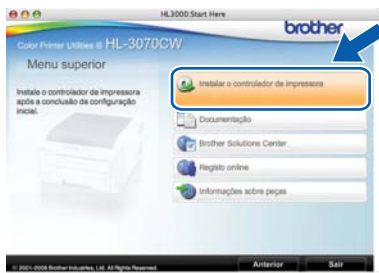 HL3000 Start Here
brother
Color Printer Utilities © HL-3070CW
Menu superior
Instale o controlador de impressora
após a conclusão da configuração
inicial.
Instalar o controlador de impressora
Documentação
Brother Solutions Center
Registo online
Informações sobre peças
© 2001-2008 Brother Industries, Ltd. All Rights Reserved.
Anterior
Sair